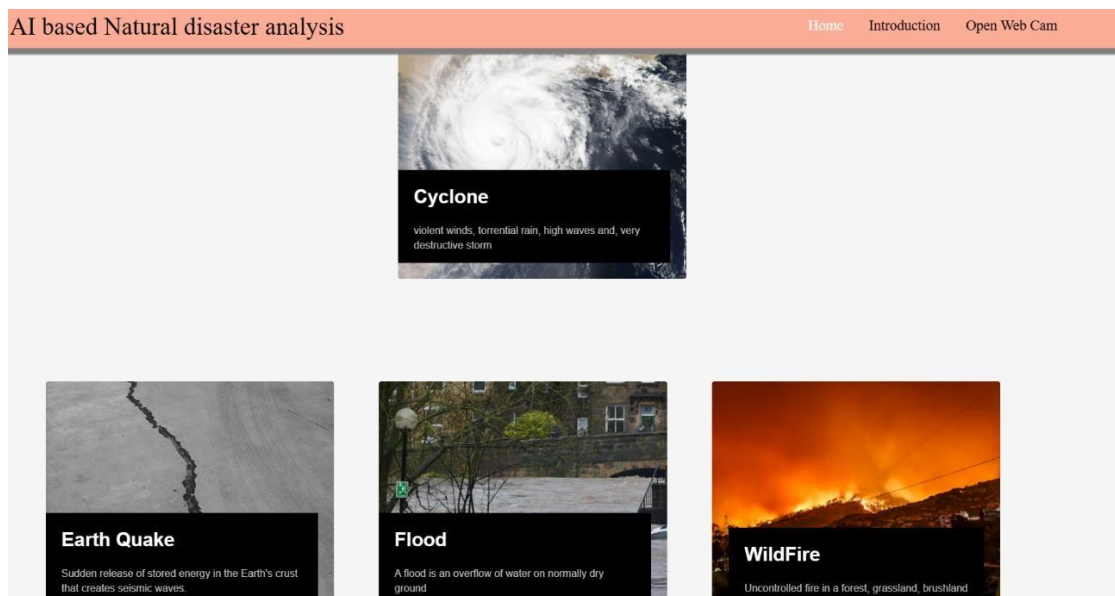 AI based Natural disaster analysis
Home Introduction Open Web Cam
Cyclone
violent winds, torrential rain, high waves and, very
destructive storm
Earth Quake
Sudden release of stored energy in the Earth's crust
that creates seismic waves.
Flood
A flood is an overflow of water on normally dry
ground
WildFire
Uncontrolled fire in a forest, grassland, brushland